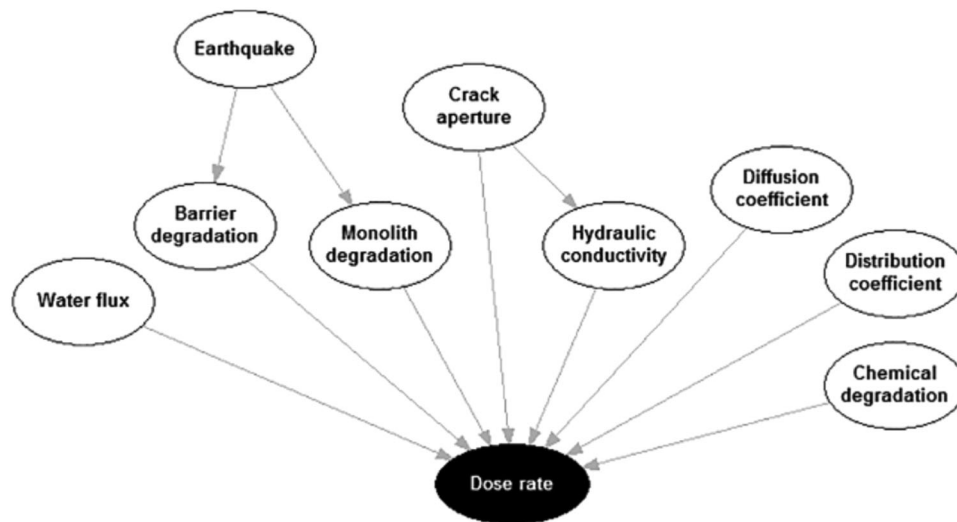 Earthquake
Crack
aperture
Diffusion
coefficient
Barrier
degradation
Monolith
degradation
Hydraulic
conductivity
Distribution
coefficient
Water flux
Chemical
degradation
Dose rate